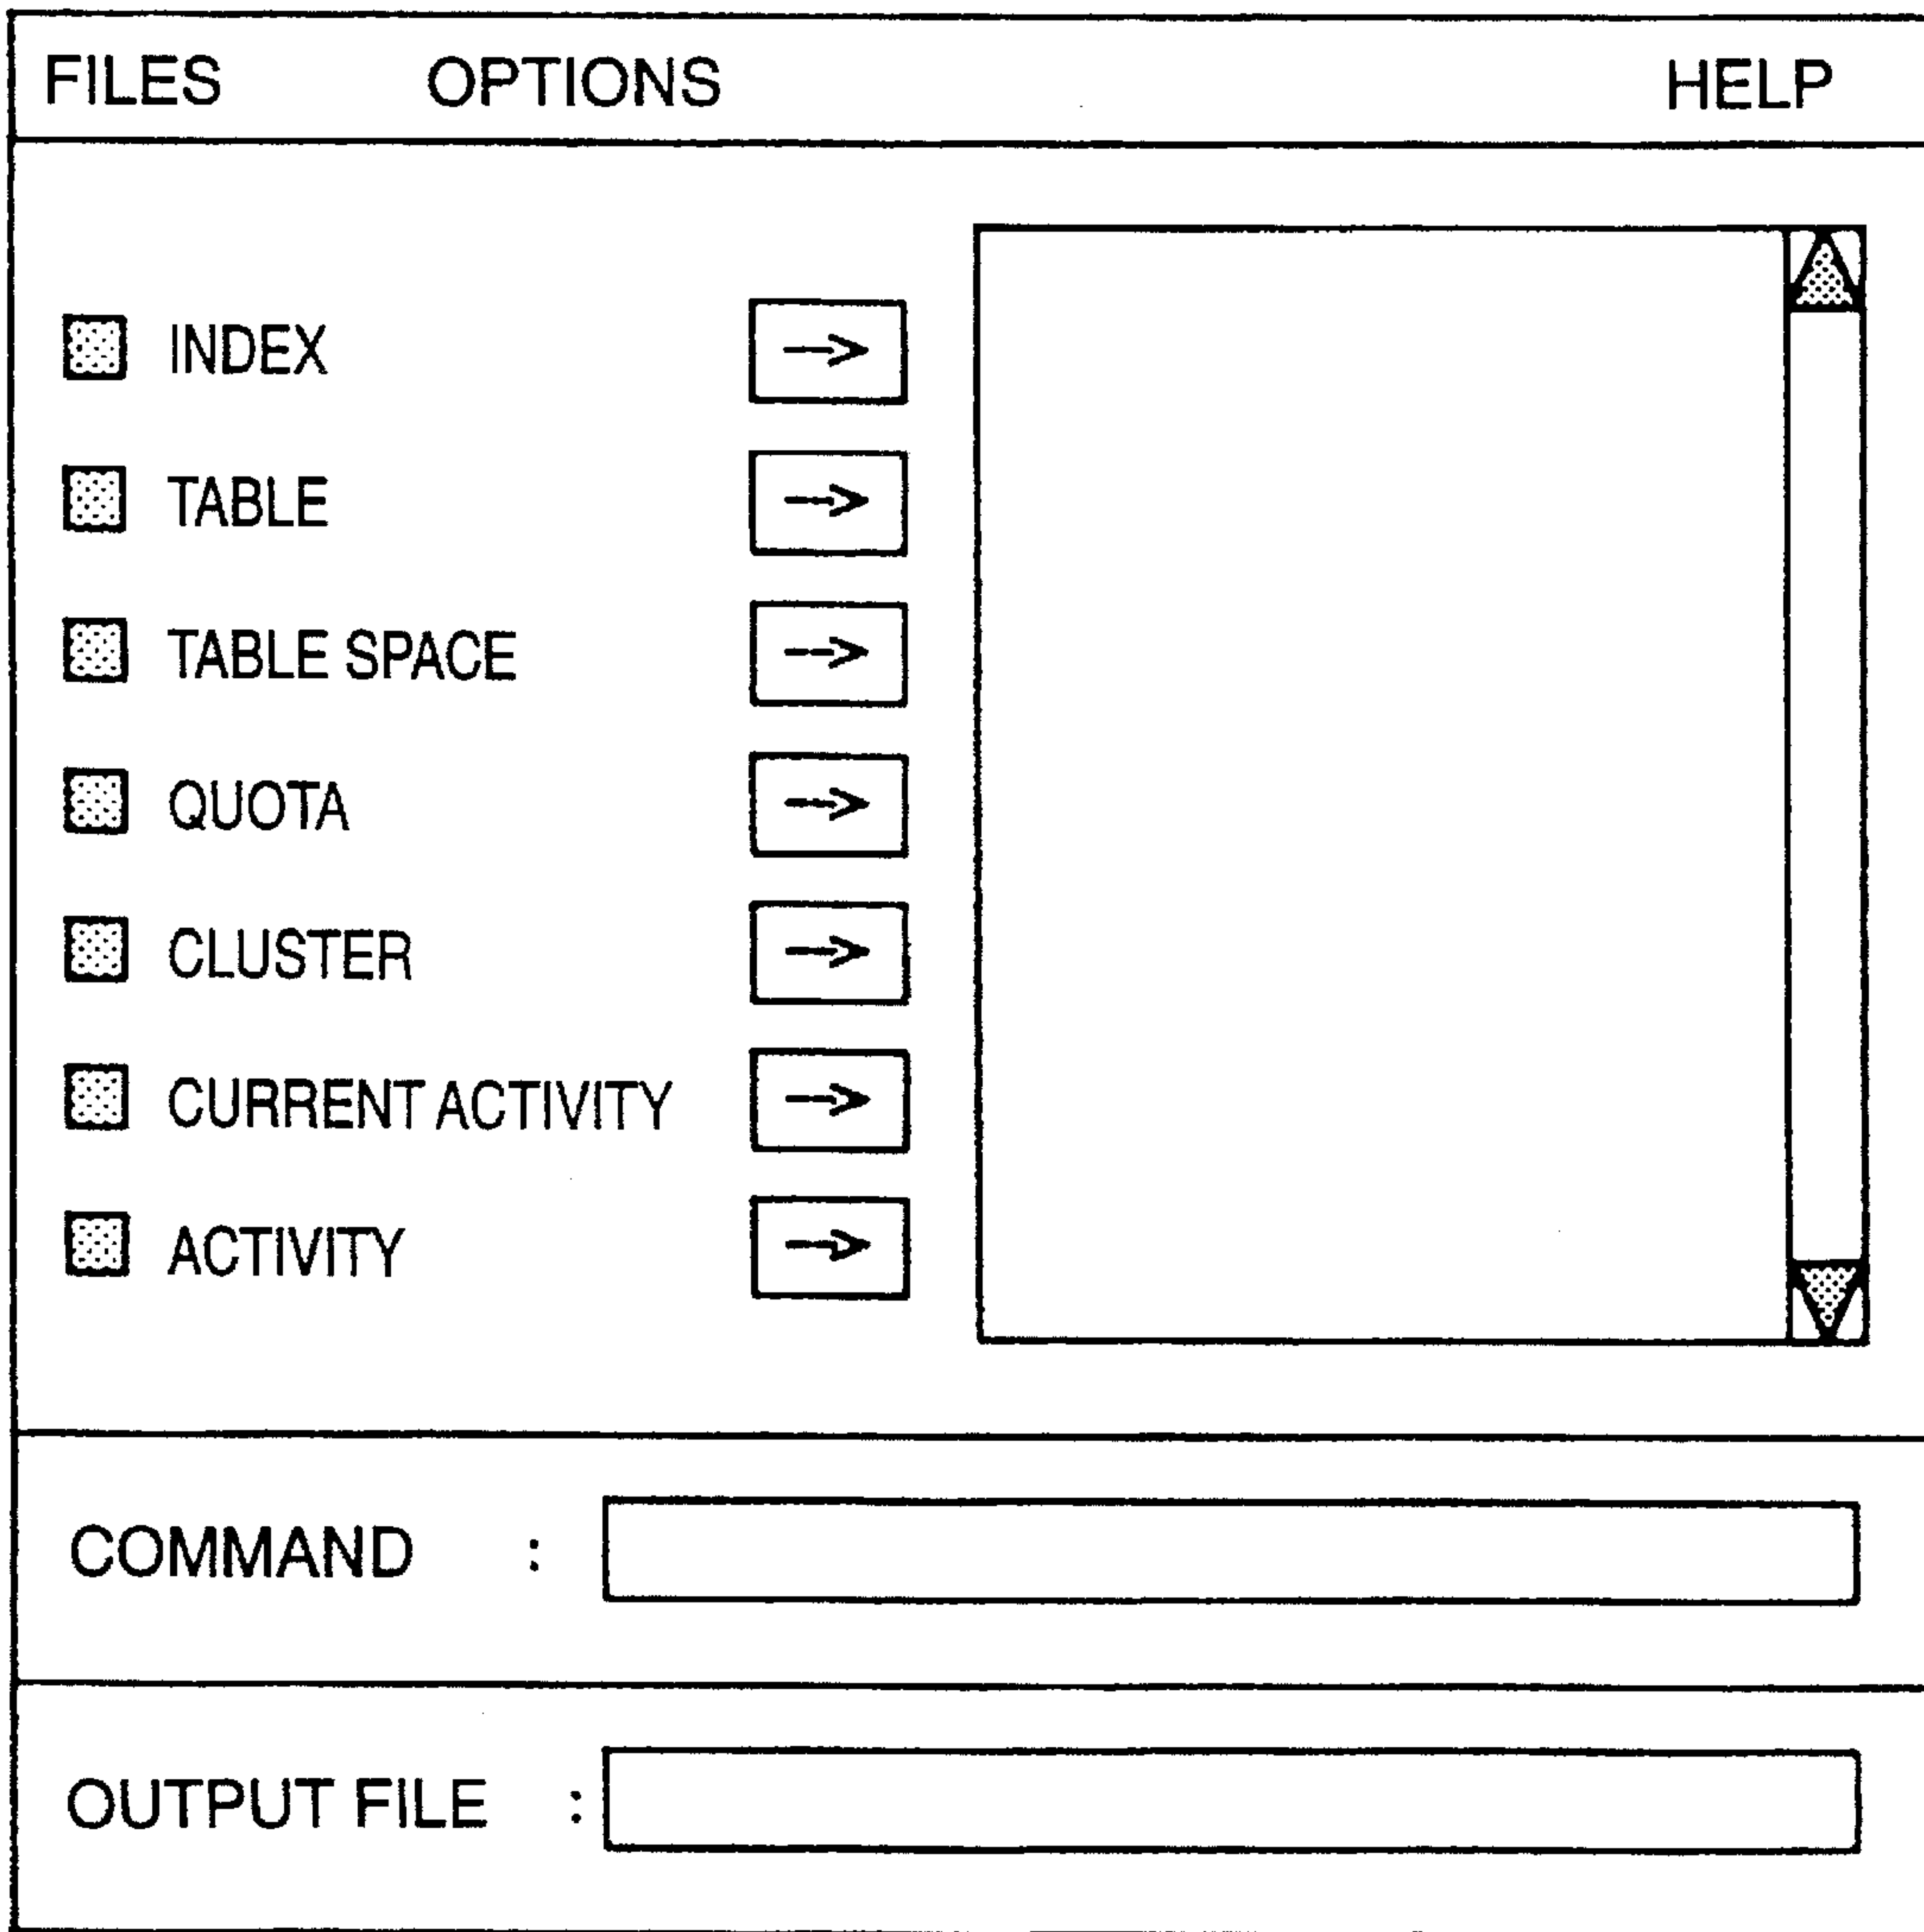 FILES OPTIONS HELP
INDEX
TABLE
TABLE SPACE
QUOTA
CLUSTER
CURRENT ACTIVITY
ACTIVITY
COMMAND :
OUTPUT FILE :